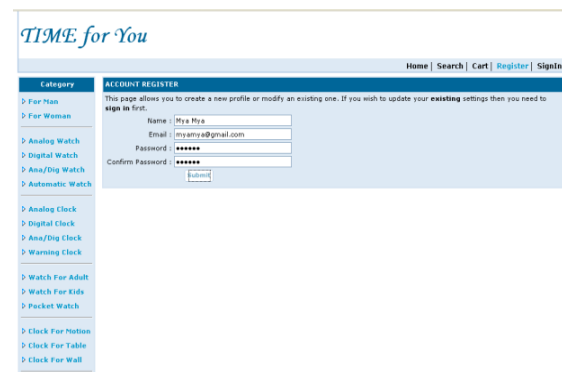 TIME for You
Home | Search | Cart | Register | SignIn
Category
For Man
For Woman
Analog Watch
Digital Watch
Ana/Dig Watch
Automatic Watch
Analog Clock
Digital Clock
Ana/Dig Clock
Warning Clock
Watch For Adult
Watch For Kids
Pocket Watch
Clock For Motion
Clock For Table
Clock For Wall
ACCOUNT REGISTER
This page allows you to create a new profile or modify an existing one. If you wish to update your existing settings then you need to
sign in first.
Name : Mya Mya
Email : myamya@gmail.com
Password : ••••••
Confirm Password : ••••••
Submit